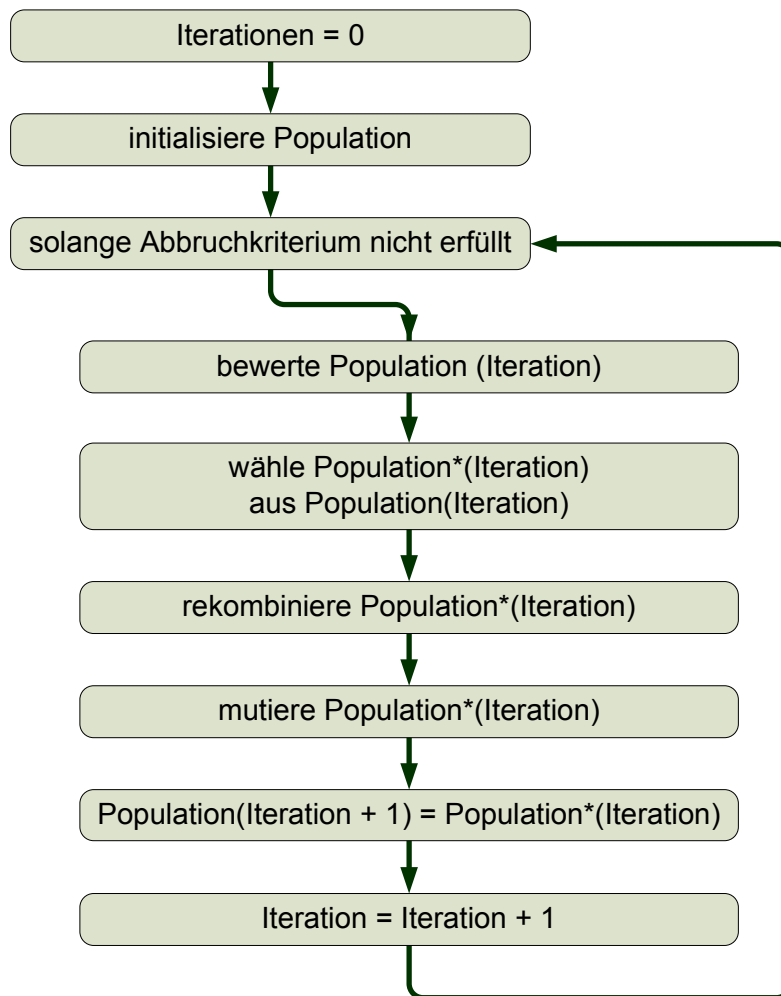 Iterationen = 0
initialisiere Population
solange Abbruchkriterium nicht erfüllt
bewerte Population (Iteration)
wähle Population*(Iteration)
aus Population(Iteration)
rekombiniere Population*(Iteration)
mutiere Population*(Iteration)
Population(Iteration + 1) = Population*(Iteration)
Iteration = Iteration + 1